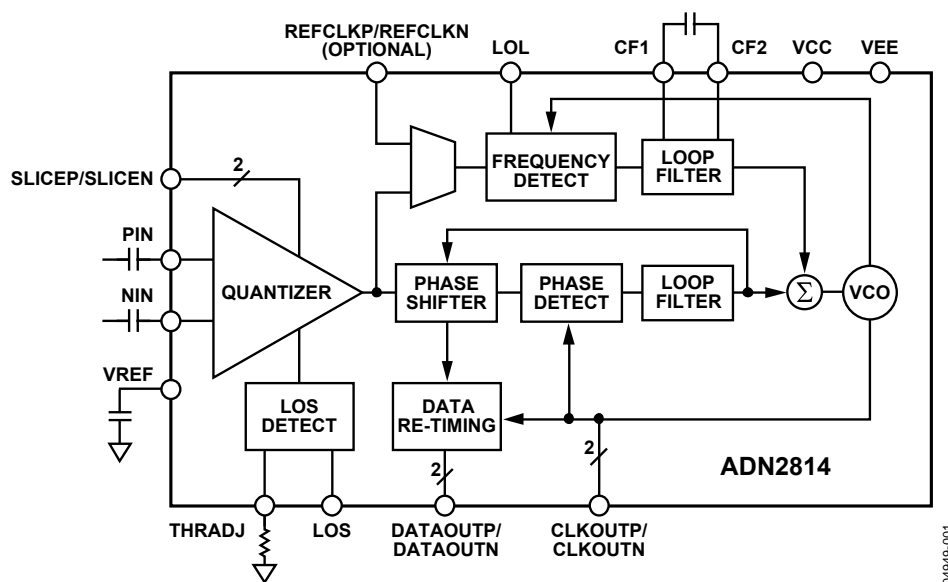 REFCLKP/REFCLKN
(OPTIONAL)
LOL
CF1
CF2
VCC
VEE
SLICEP/SLICEN
2
FREQUENCY
DETECT
LOOP
FILTER
PIN
NIN
QUANTIZER
PHASE
SHIFTER
PHASE
DETECT
LOOP
FILTER
Σ
VCO
VREF
LOS
DETECT
DATA
RE-TIMING
2
2
ADN2814
THRADJ
LOS
DATAOUTP/
DATAOUTN
CLKOUTP/
CLKOUTN
04949-001